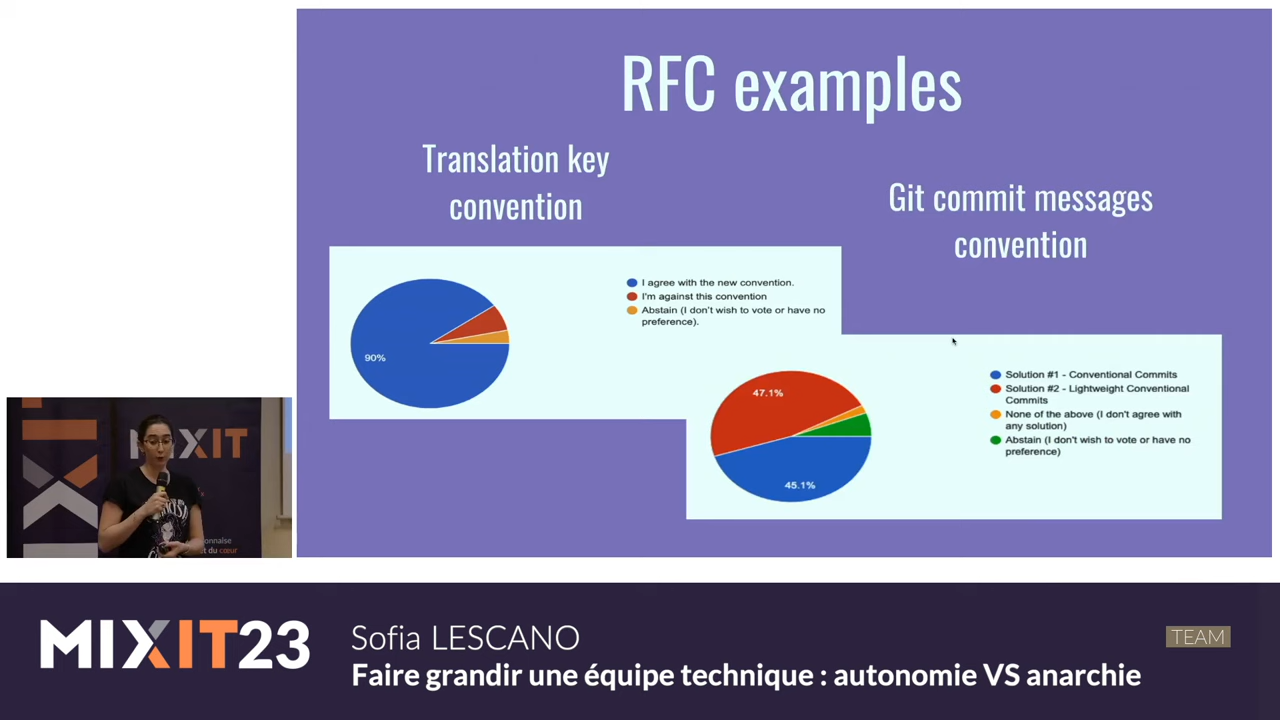 RFC examples
Translation key
convention
Git commit messages
convention
I agree with the new convention.
I'm against this convention
Abstain (I don't wish to vote or have no
preference).
90%
Solution #1 - Conventional Commits
Solution #2 - Lightweight Conventional
Commits
None of the above (I don't agree with
any solution)
Abstain (I don't wish to vote or have no
preference)
47.1%
45.1%
MIXIT
onnaise
t du cœur
MIXIT23
Sofia LESCANO
Faire grandir une équipe technique : autonomie VS anarchie
TEAM